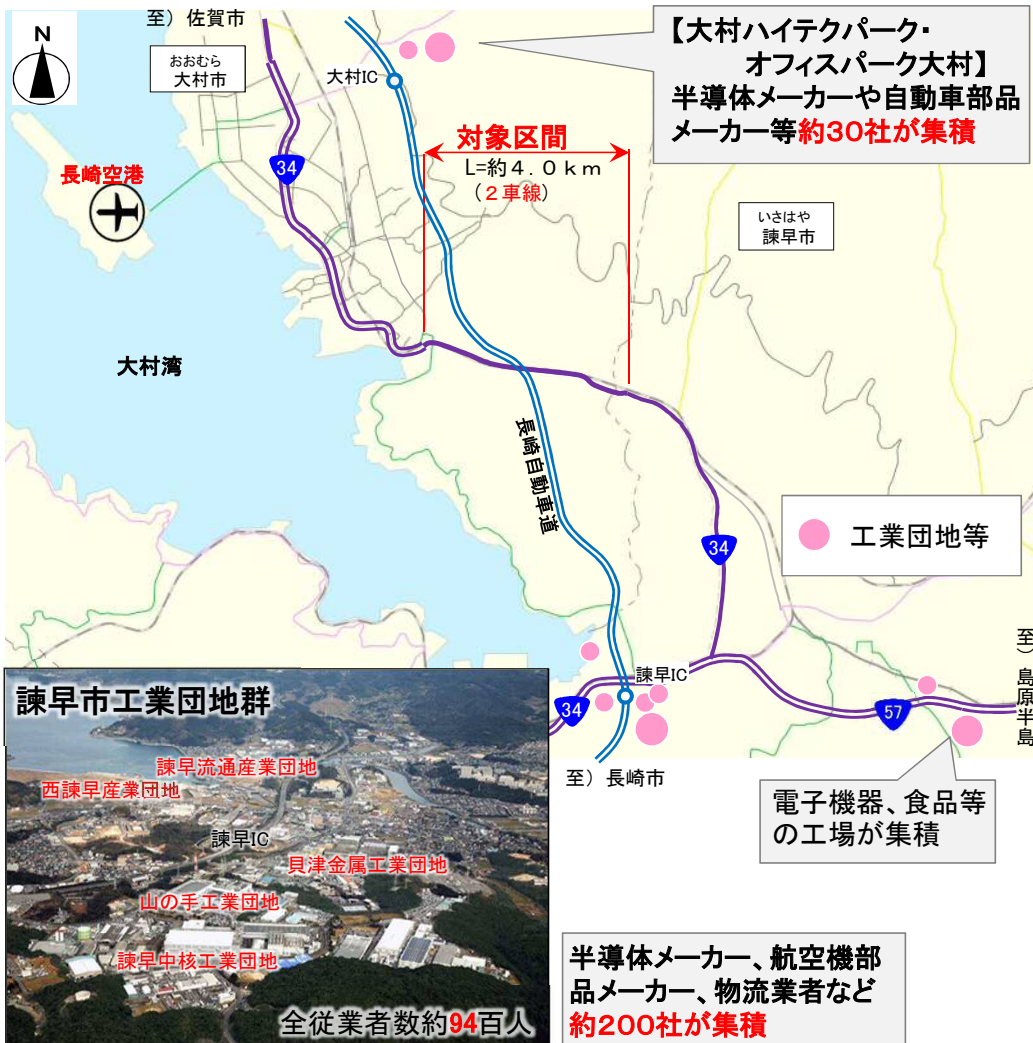 至）佐賀市
N
おおむら
大村市
大村IC
【大村ハイテクパーク・
オフィスパーク大村】
半導体メーカーや自動車部品
メーカー等約30社が集積
対象区間
L=約４．０ｋｍ
（２車線）
34
長崎空港
いさはや
諫早市
大村湾
長崎自動車道
34
工業団地等
至）島原半島
諫早IC
34
57
至）長崎市
電子機器、食品等
の工場が集積
諫早市工業団地群
諫早流通産業団地
西諫早産業団地
諫早IC
貝津金属工業団地
山の手工業団地
諫早中核工業団地
全従業者数約94百人
半導体メーカー、航空機部
品メーカー、物流業者など
約200社が集積